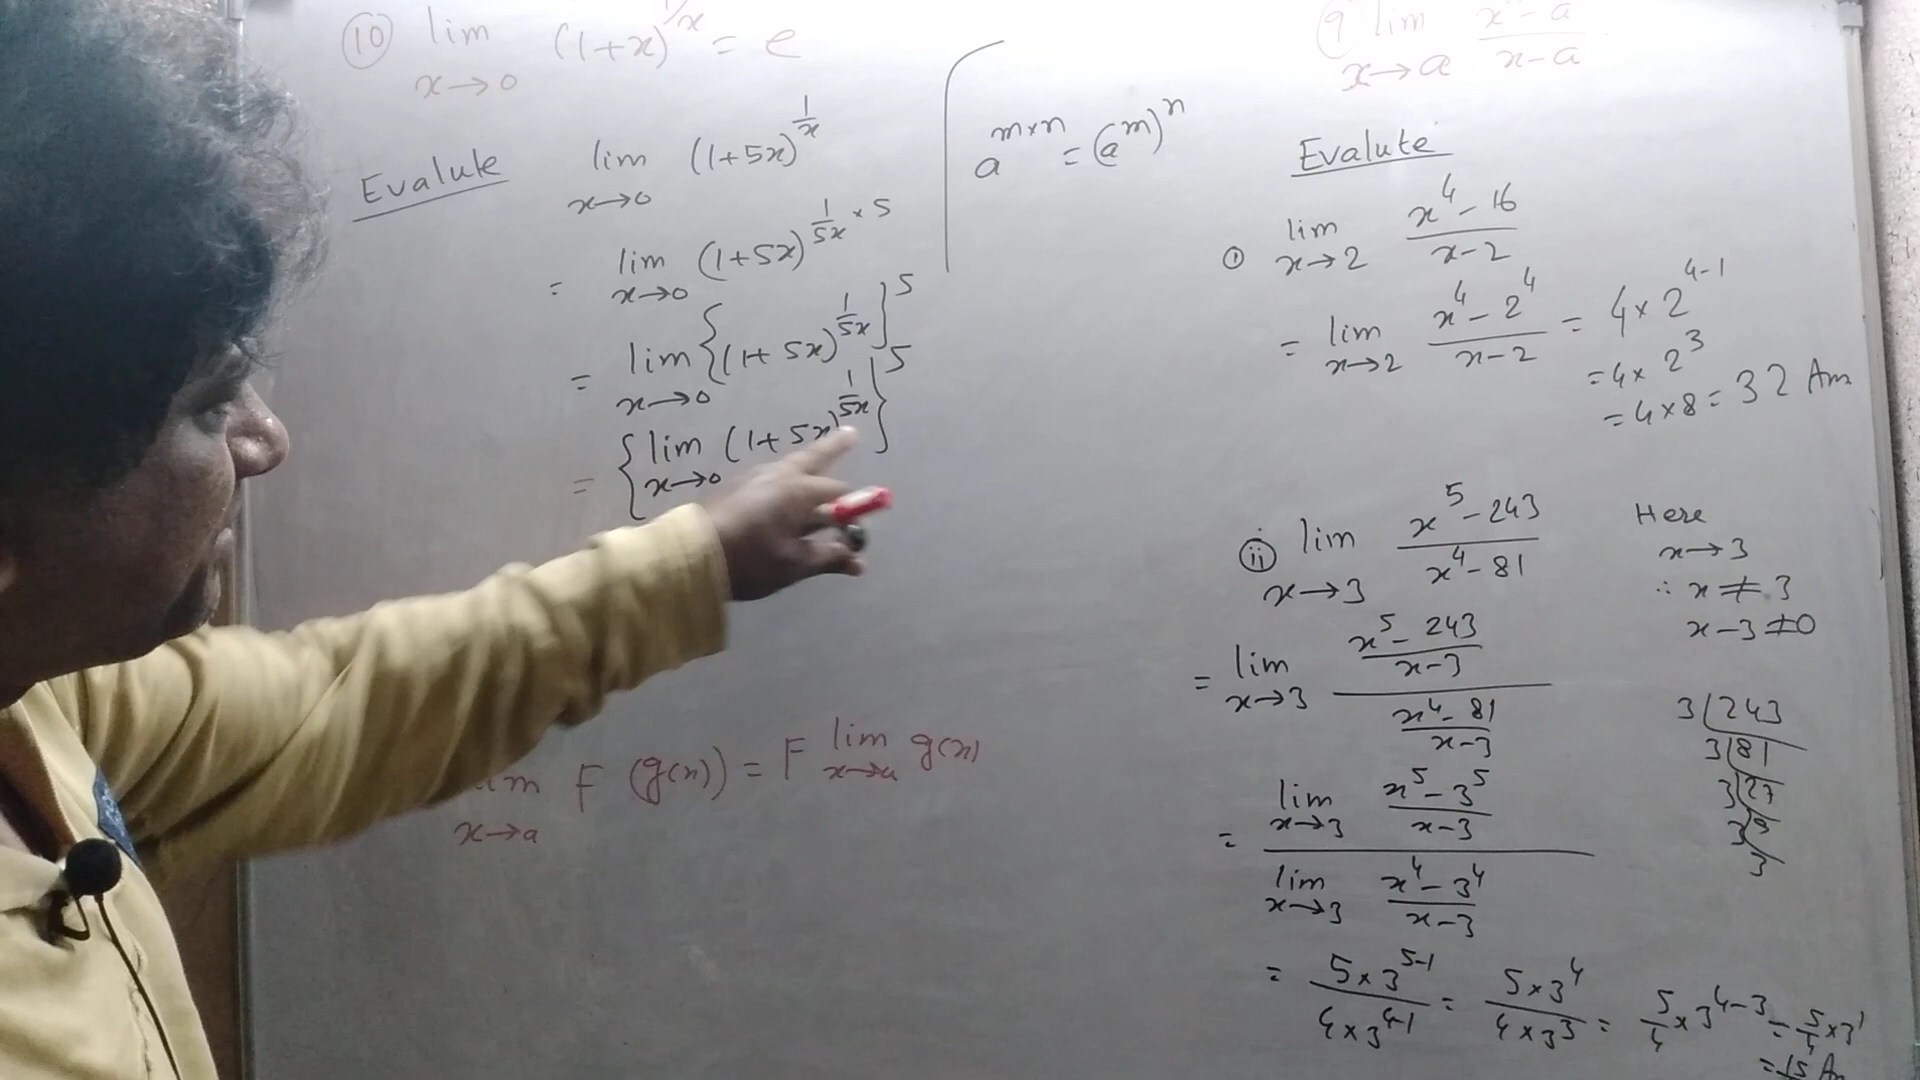 ⑩ lim x→0 (1+x)^1/x = e
Evalute lim x→0 (1+5x)^1/x
= lim x→0 (1+5x)^1/5x × 5
= lim x→0 {(1+5x)^1/5x}^5
= {lim x→0 (1+5x)^1/5x}^5
lim x→a F(g(x)) = F lim x→a g(x)
a^m×n = (a^m)^n
9 lim x→a x - a / x-a
Evalute
① lim x→2 x^4-16 / x-2
= lim x→2 x^4-2^4 / x-2 = 4×2^4-1
= 4×2^3
= 4×8 = 32 Ans
ⓘⓘ lim x→3 x^5-243 / x^4-81
Here
x→3
∴ x≠3
x-3≠0
= lim x→3 x^5-243 / x-3 / x^4-81 / x-3
3 243
3 81
3 27
3 9
3
= lim x→3 x^5-3^5 / x-3 / lim x→3 x^4-3^4 / x-3
= 5×3^5-1 / 4×3^4-1 = 5×3^4 / 4×3^3 = 5/4 × 3^4-3 = 5/4 × 3^1
= 15